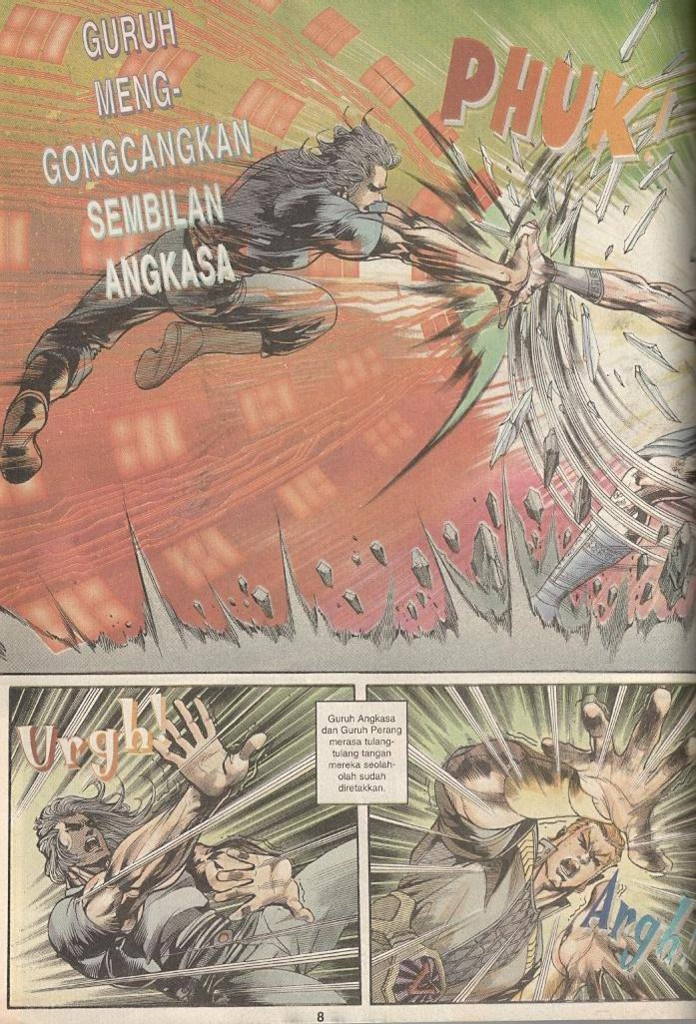 GURUH
MENG-
GONGCANGKAN
SEMBILAN
ANGKASA
PHUK!
Urgh!
Guruh Angkasa
dan Guruh Perang
merasa tulang-
tulang tangan
mereka seolah-
olah sudah
diretakkan.
Argh!
8